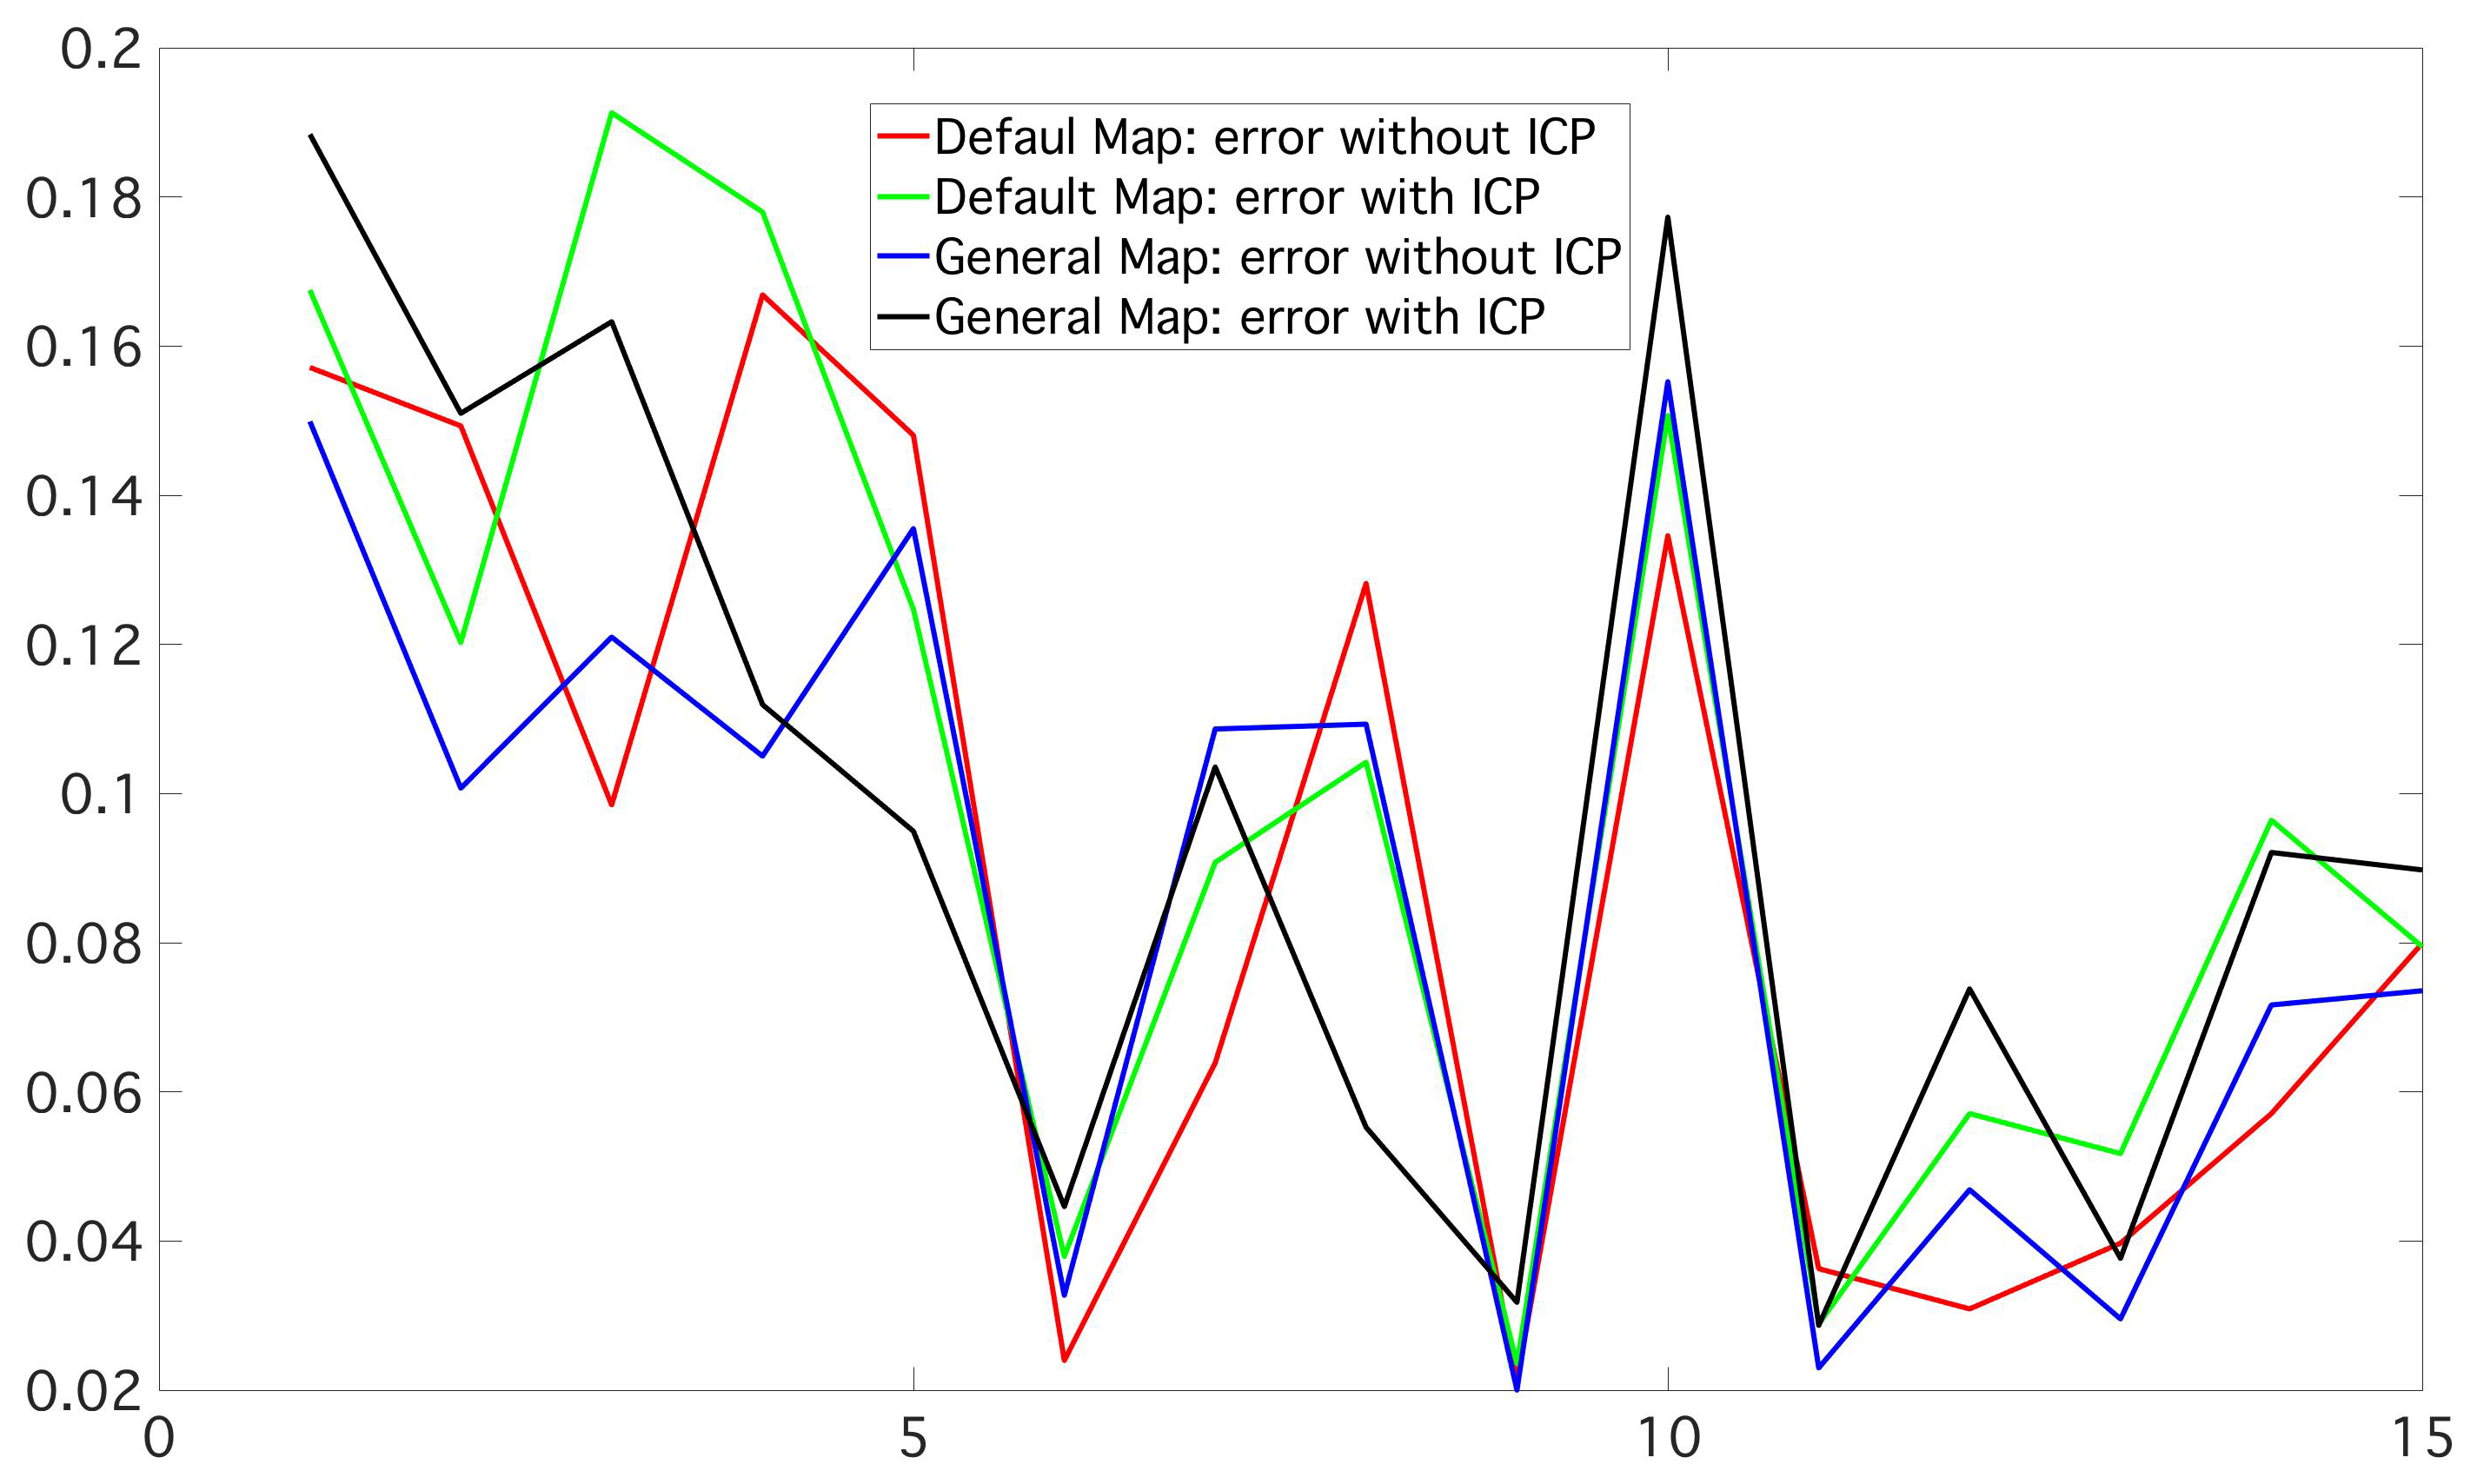 0.2
Defaul Map: error without ICP
Default Map: error with ICP
0.18
General Map: error without ICP
General Map: error with ICP
0.16
0.14
0.12
0.1
0.08
0.06
0.04
0.02
0 5 10 15